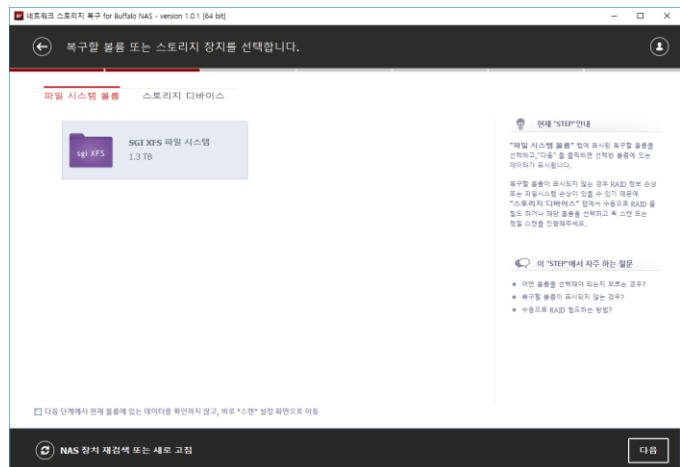 네트워크 스토리지 복구 for Buffalo NAS - version 1.0.1 [64 bit]
복구할 볼륨 또는 스토리지 장치를 선택합니다.
파일 시스템 볼륨
스토리지 디바이스
sgi XFS
SGI XFS 파일 시스템
1.3 TB
현재 "STEP"안내
"파일 시스템 볼륨" 탭에 표시된 복구할 볼륨을
선택하고,"다음" 을 클릭하면 선택한 볼륨에 있는
데이터가 표시됩니다.
복구할 볼륨이 표시되지 않는 경우 RAID 정보 손상
또는 파일시스템 손상이 있을 수 있기 때문에
"스토리지 디바이스" 탭에서 수동으로 RAID 를
빌드 하거나 해당 볼륨을 선택하고 퀵 스캔 또는
정밀 스캔을 진행해주세요.
이 "STEP"에서 자주 하는 질문
어떤 볼륨을 선택해야 되는지 모르는 경우?
복구할 볼륨이 표시되지 않는 경우?
수동으로 RAID 빌드하는 방법?
다음 단계에서 현재 볼륨에 있는 데이터를 확인하지 않고, 바로 "스캔" 설정 화면으로 이동
NAS 장치 재검색 또는 새로 고침
다음